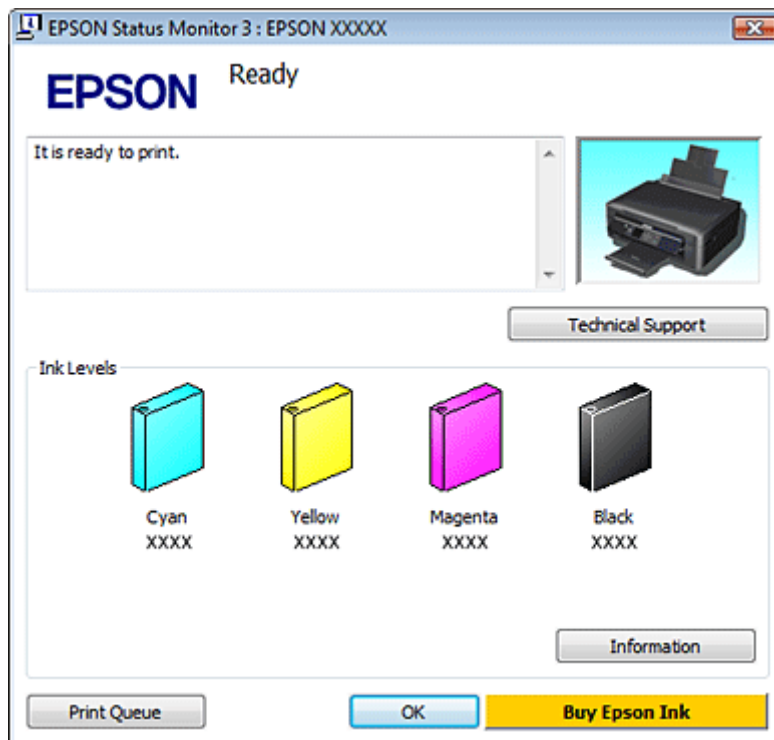 EPSON Status Monitor 3 : EPSON XXXXX
EPSON
Ready
It is ready to print.
Technical Support
Ink Levels
Cyan
Yellow
Magenta
Black
XXXX
XXXX
XXXX
XXXX
Information
Print Queue
OK
Buy Epson Ink